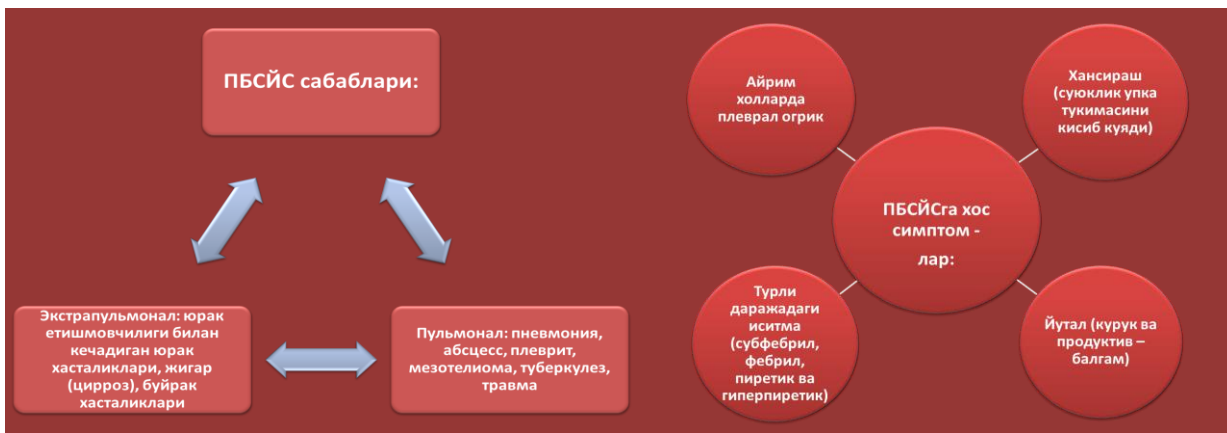 ПБСЙС сабаблари:
Экстрапульмонал: юрак
етишмовчилиги билан
кечадиган юрак
хасталиклари, жигар
(цирроз), буйрак
хасталиклари
Пульмонал: пневмония,
абсцесс, плеврит,
мезотелиома, туберкулез,
травма
Айрим
холларда
плеврал огрик
Хансираш
(суюклик упка
тукимасини
кисиб куяди)
ПБСЙСга хос
симптом -
лар:
Турли
даражадаги
иситма
(субфебрил,
фебрил,
пиретик ва
гиперпиретик)
Йутал (курук ва
продуктив –
балгам)